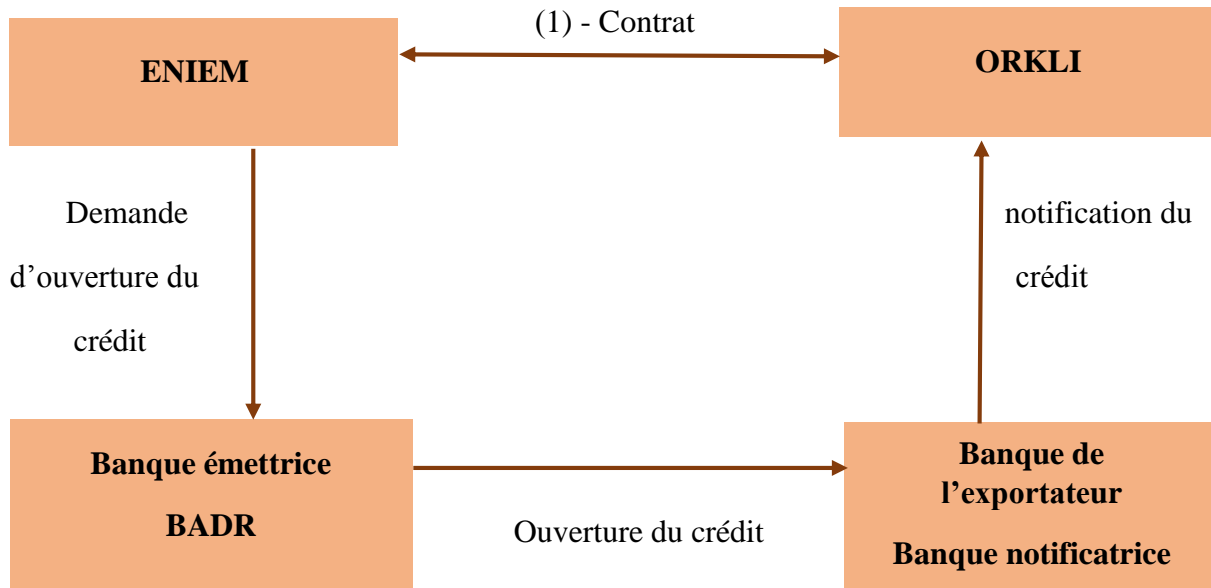 (1) - Contrat
ENIEM
ORKLI
Demande
d’ouverture du
crédit
notification du
crédit
Banque émettrice
BADR
Ouverture du crédit
Banque de
l’exportateur
Banque notificatrice